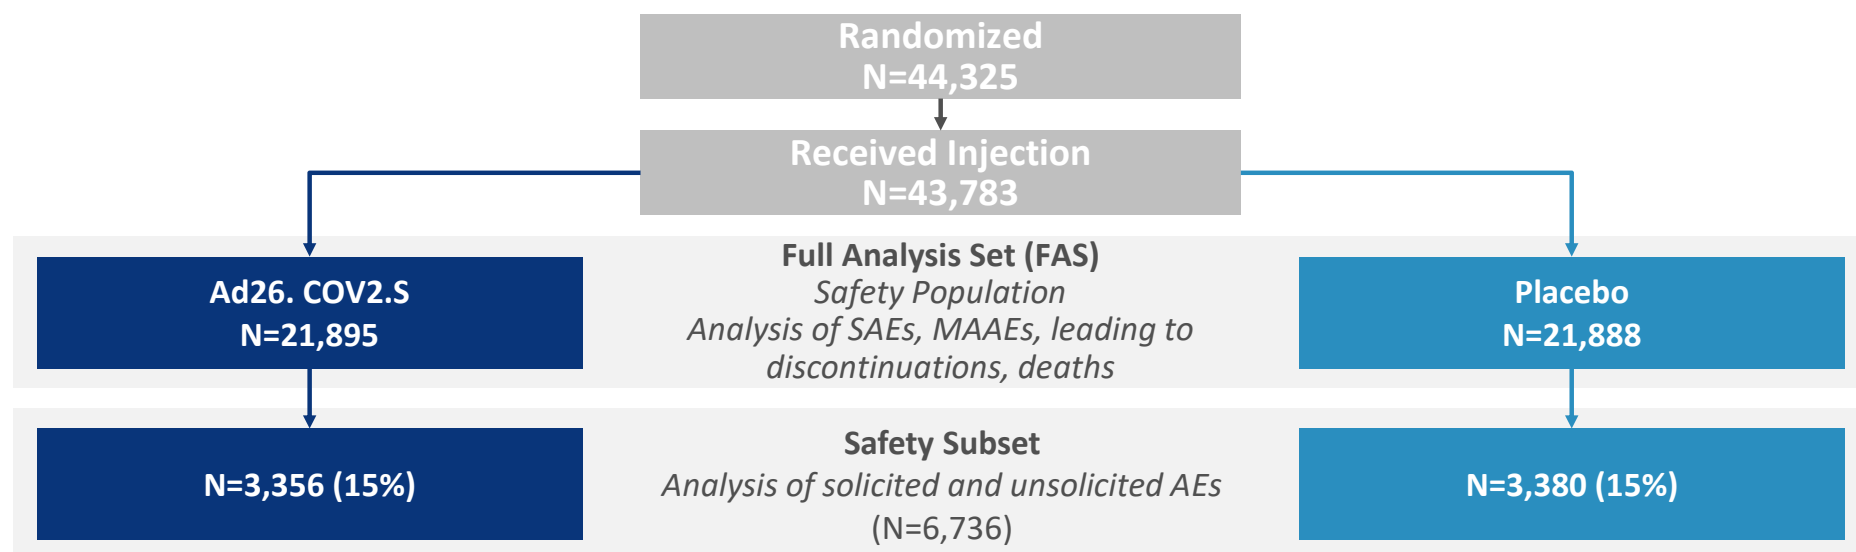 Randomized
N=44,325
Received Injection
N=43,783
Full Analysis Set (FAS)
Safety Population
Analysis of SAEs, MAAEs, leading to
discontinuations, deaths
Ad26. COV2.S
N=21,895
Placebo
N=21,888
Safety Subset
Analysis of solicited and unsolicited AEs
(N=6,736)
N=3,356 (15%)
N=3,380 (15%)